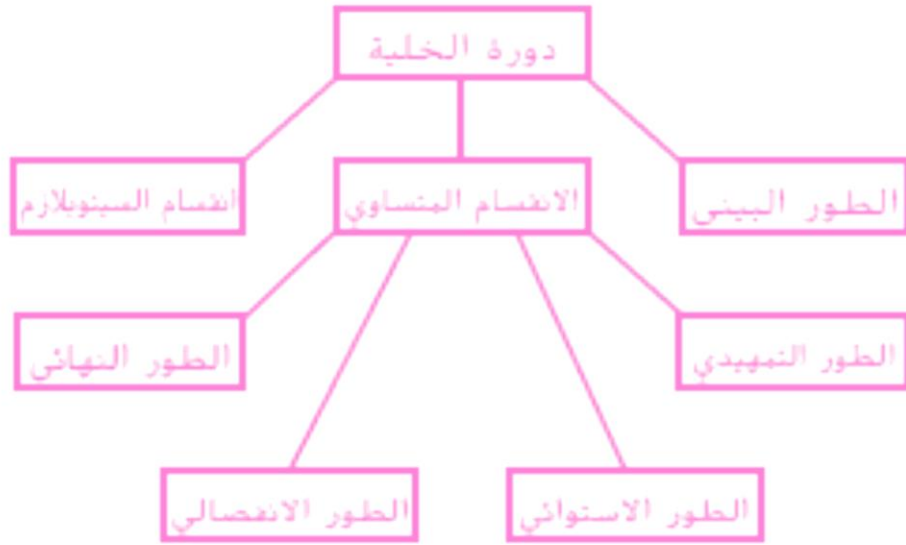 دورة الخلية
الطور البيني
الانقسام المتساوي
انقسام السيتوبلازم
الطور التمهيدي
الطور النهائي
الطور الاستوائي
الطور الانفصالي